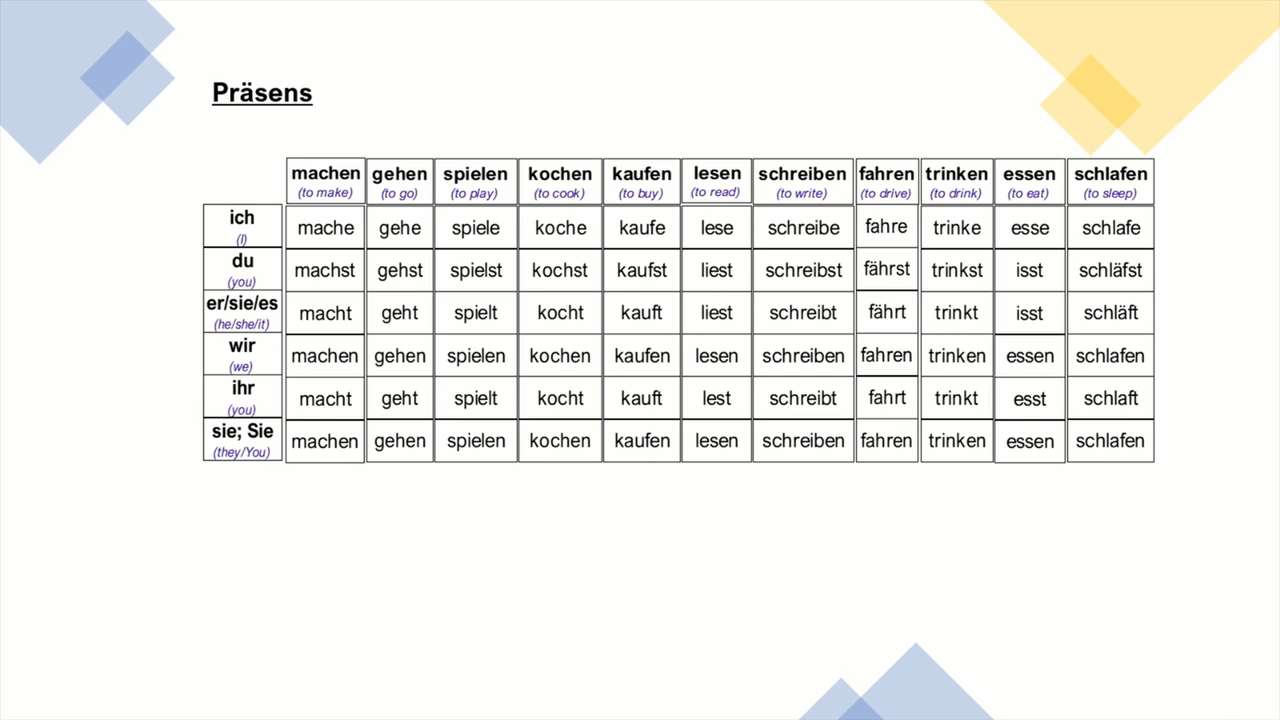 Präsens
machen gehen spielen kochen kaufen lesen schreiben fahren trinken essen schlafen
(to make) (to go) (to play) (to cook) (to buy) (to read) (to write) (to drive) (to drink) (to eat) (to sleep)
ich mache gehe spiele koche kaufe lese schreibe fahre trinke esse schlafe
(I)
du machst gehst spielst kochst kaufst liest schreibst fährst trinkst isst schläfst
(you)
er/sie/es macht geht spielt kocht kauft liest schreibt fährt trinkt isst schläft
(he/she/it)
wir machen gehen spielen kochen kaufen lesen schreiben fahren trinken essen schlafen
(we)
ihr macht geht spielt kocht kauft lest schreibt fahrt trinkt esst schlaft
(you)
sie; Sie machen gehen spielen kochen kaufen lesen schreiben fahren trinken essen schlafen
(they/You)